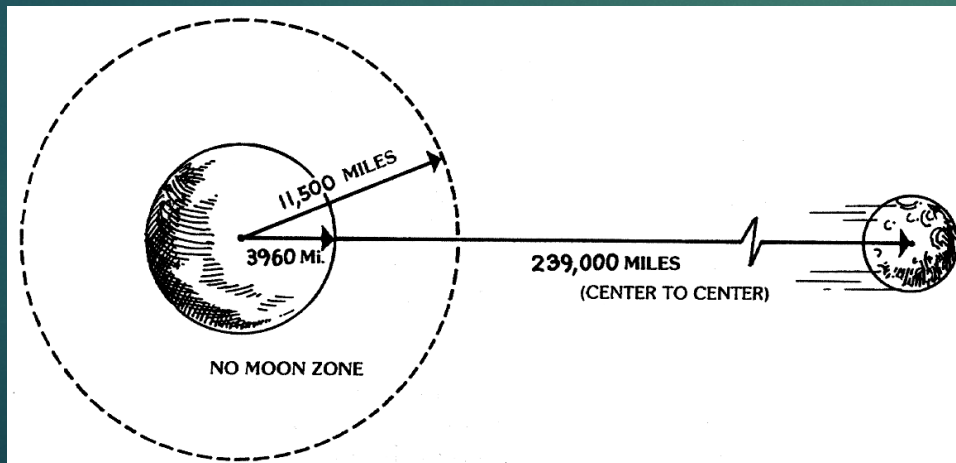 11,500 MILES
3960 Mi.
239,000 MILES
(CENTER TO CENTER)
NO MOON ZONE